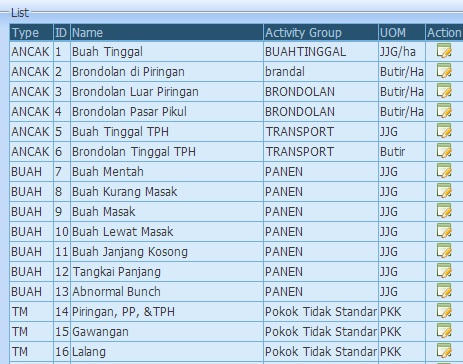 List
Type ID Name Activity Group UOM Action
ANCAK 1 Buah Tinggal BUAHTINGGAL JJG/ha
ANCAK 2 Brondolan di Piringan brandal Butir/Ha
ANCAK 3 Brondolan Luar Piringan BRONDOLAN Butir/Ha
ANCAK 4 Brondolan Pasar Pikul BRONDOLAN Butir/Ha
ANCAK 5 Buah Tinggal TPH TRANSPORT JJG
ANCAK 6 Brondolan Tinggal TPH TRANSPORT Butir
BUAH 7 Buah Mentah PANEN JJG
BUAH 8 Buah Kurang Masak PANEN JJG
BUAH 9 Buah Masak PANEN JJG
BUAH 10 Buah Lewat Masak PANEN JJG
BUAH 11 Buah Janjang Kosong PANEN JJG
BUAH 12 Tangkai Panjang PANEN JJG
BUAH 13 Abnormal Bunch PANEN JJG
TM 14 Piringan, PP, &TPH Pokok Tidak Standar PKK
TM 15 Gawangan Pokok Tidak Standar PKK
TM 16 Lalang Pokok Tidak Standar PKK